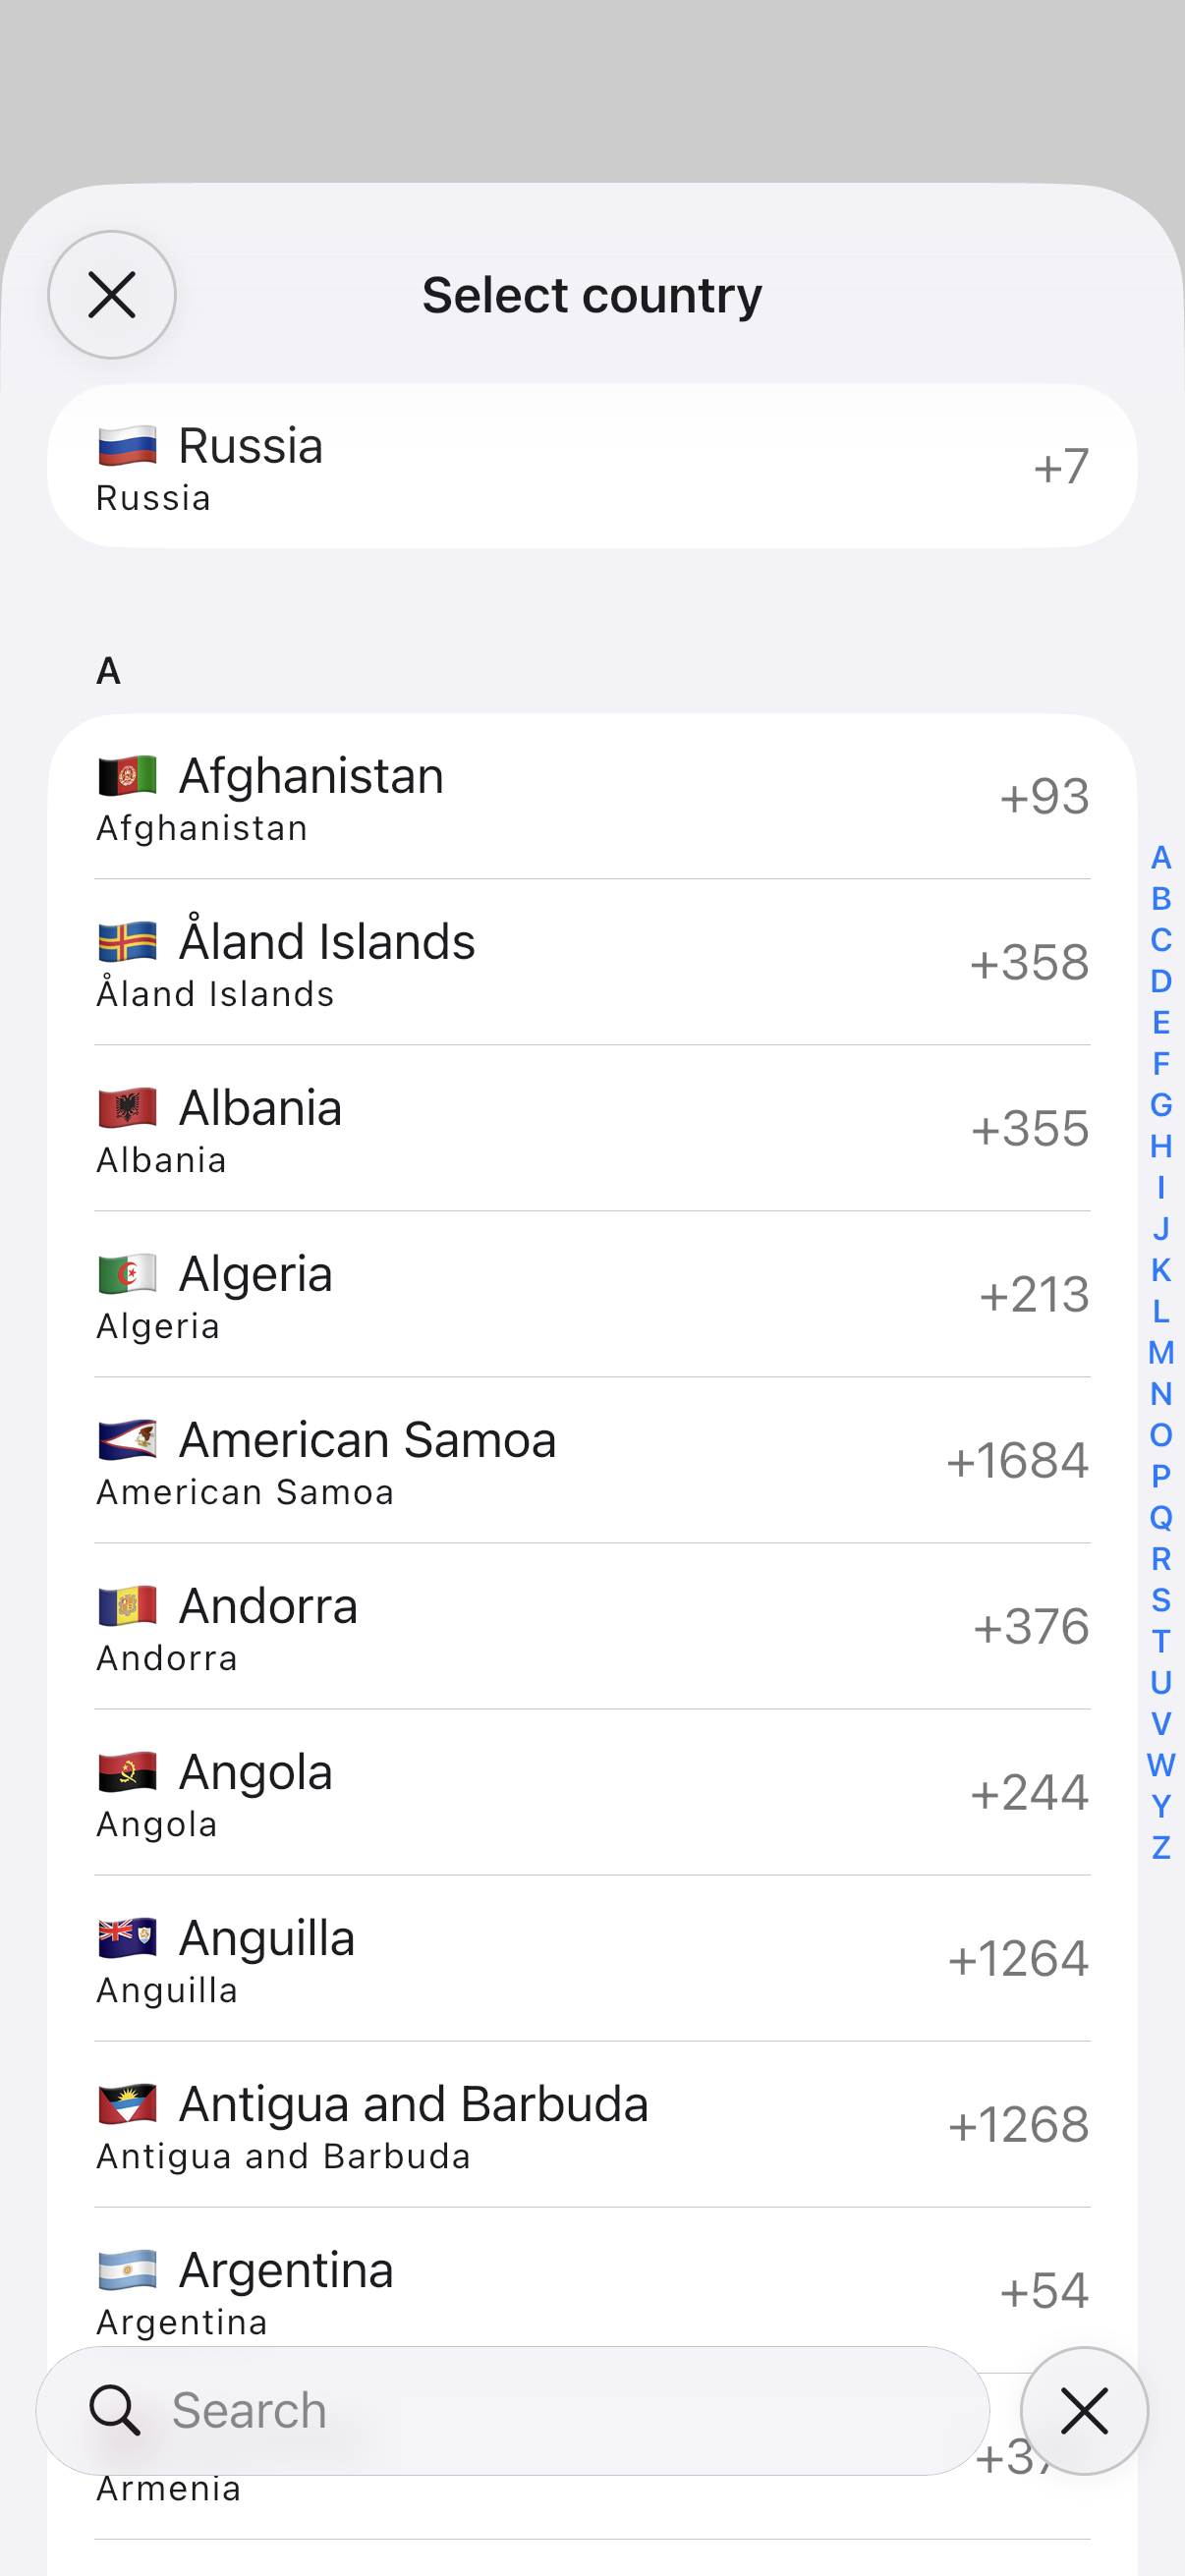 Select country
Russia
+7
Russia
A
Afghanistan
+93
Afghanistan
Åland Islands
+358
Åland Islands
Albania
+355
Albania
Algeria
+213
Algeria
American Samoa
+1684
American Samoa
Andorra
+376
Andorra
Angola
+244
Angola
Anguilla
+1264
Anguilla
Antigua and Barbuda
+1268
Antigua and Barbuda
Argentina
+54
Argentina
Search
Armenia
A
B
C
D
E
F
G
H
I
J
K
L
M
N
O
P
Q
R
S
T
U
V
W
Y
Z